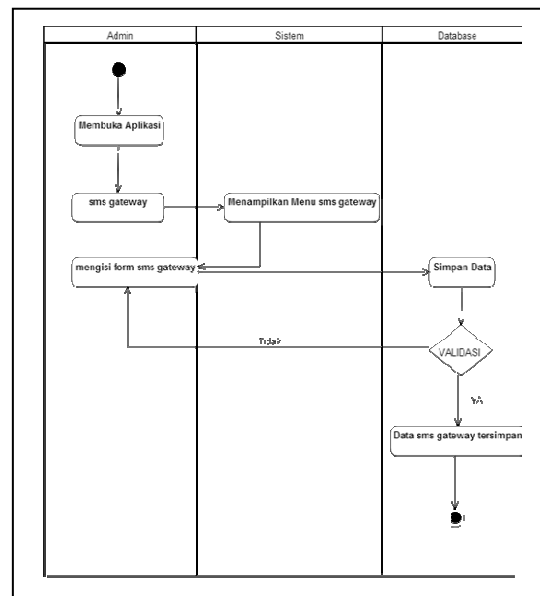 Admin
Sistem
Database
Membuka Aplikasi
sms gateway
Menampilkan Menu sms gateway
mengisi form sms gateway
Simpan Data
Tidak
VALIDASI
YA
Data sms gateway tersimpan